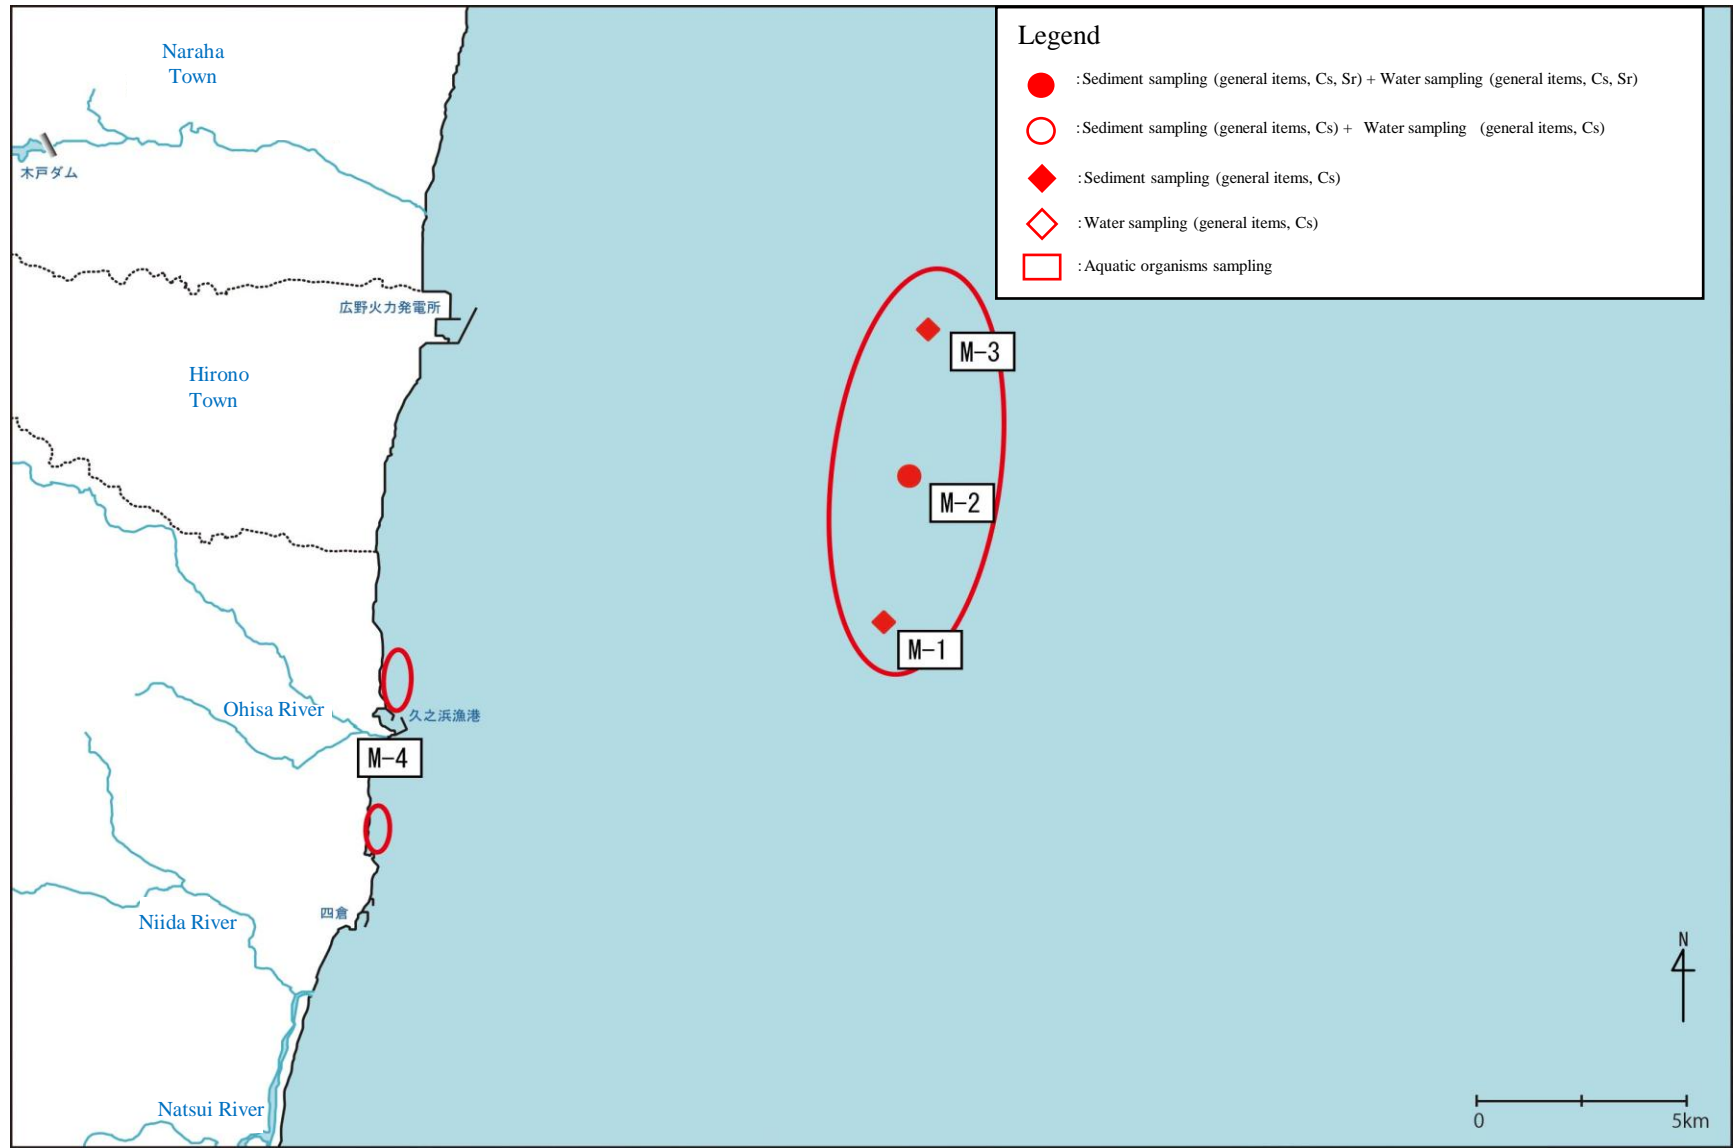 Naraha
Town
木戸ダム
広野火力発電所
Hirono
Town
Legend
:Sediment sampling (general items, Cs, Sr) + Water sampling (general items, Cs, Sr)
:Sediment sampling (general items, Cs) + Water sampling (general items, Cs)
:Sediment sampling (general items, Cs)
:Water sampling (general items, Cs)
:Aquatic organisms sampling
M-3
M-2
M-1
Ohisa River
久之浜漁港
M-4
Niida River
四倉
Natsui River
N
0 5km